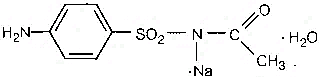 O
H₂N
SO₂
N
C
· H₂O
·Na
CH₃ .